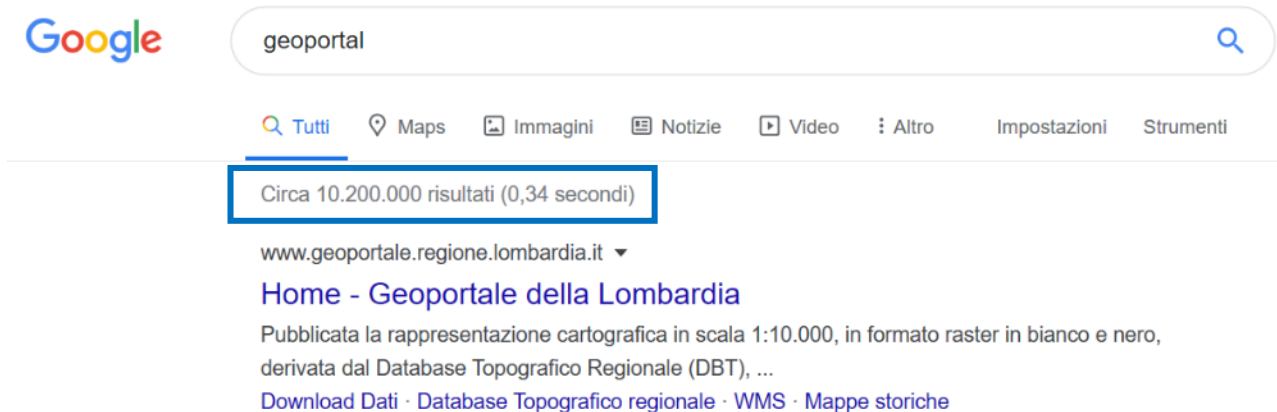 Google
geoportal
Tutti Maps Immagini Notizie Video Altro Impostazioni Strumenti
Circa 10.200.000 risultati (0,34 secondi)
www.geoportale.regione.lombardia.it
Home - Geoportale della Lombardia
Pubblicata la rappresentazione cartografica in scala 1:10.000, in formato raster in bianco e nero,
derivata dal Database Topografico Regionale (DBT), ...
Download Dati · Database Topografico regionale · WMS · Mappe storiche